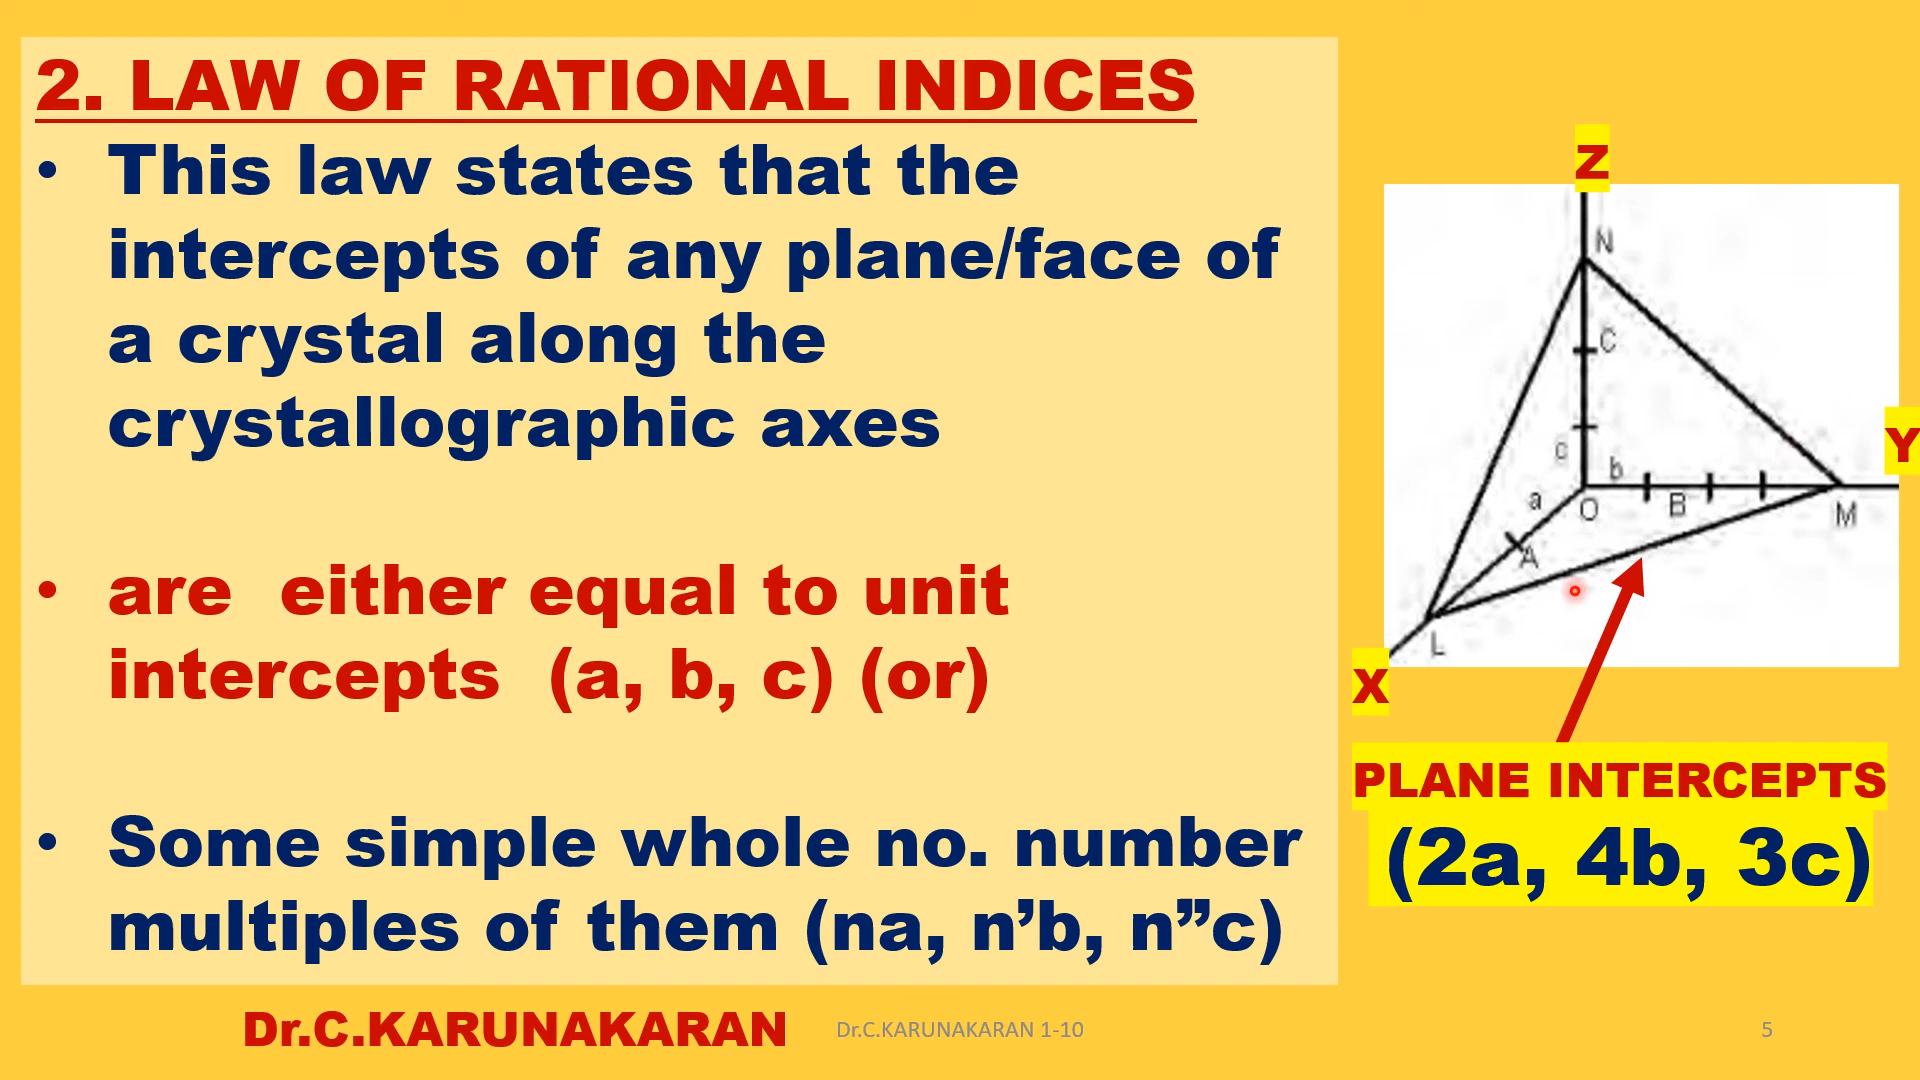 2. LAW OF RATIONAL INDICES
• This law states that the
intercepts of any plane/face of
a crystal along the
crystallographic axes
• are either equal to unit
intercepts (a, b, c) (or)
• Some simple whole no. number
multiples of them (na, n’b, n”c)
Z
N
C
Y
c
b
a
O
B
M
A
L
X
PLANE INTERCEPTS
(2a, 4b, 3c)
Dr.C.KARUNAKARAN
Dr.C.KARUNAKARAN 1-10
5